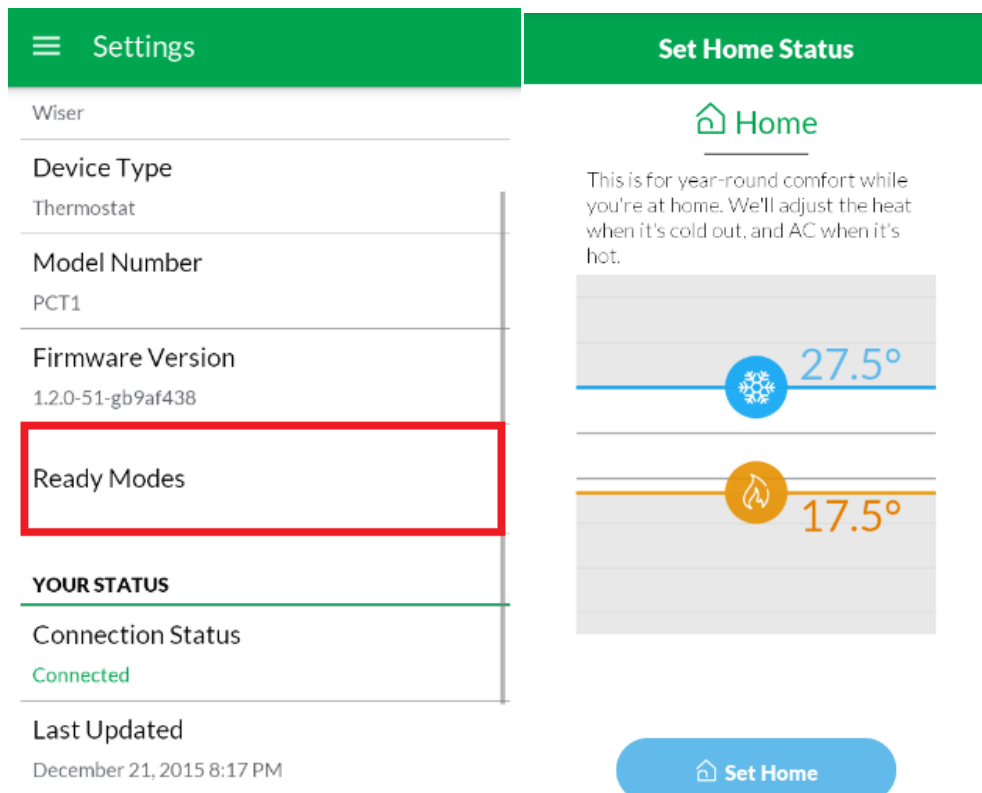 Settings
Wiser
Device Type
Thermostat
Model Number
PCT1
Firmware Version
1.2.0-51-gb9af438
Ready Modes
YOUR STATUS
Connection Status
Connected
Last Updated
December 21, 2015 8:17 PM
Set Home Status
Home
This is for year-round comfort while
you're at home. We'll adjust the heat
when it's cold out, and AC when it's
hot.
27.5°
17.5°
Set Home